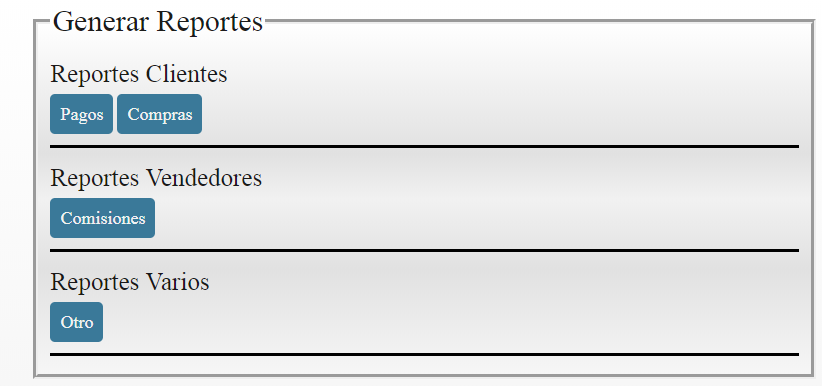 Generar Reportes
Reportes Clientes
Pagos Compras
Reportes Vendedores
Comisiones
Reportes Varios
Otro